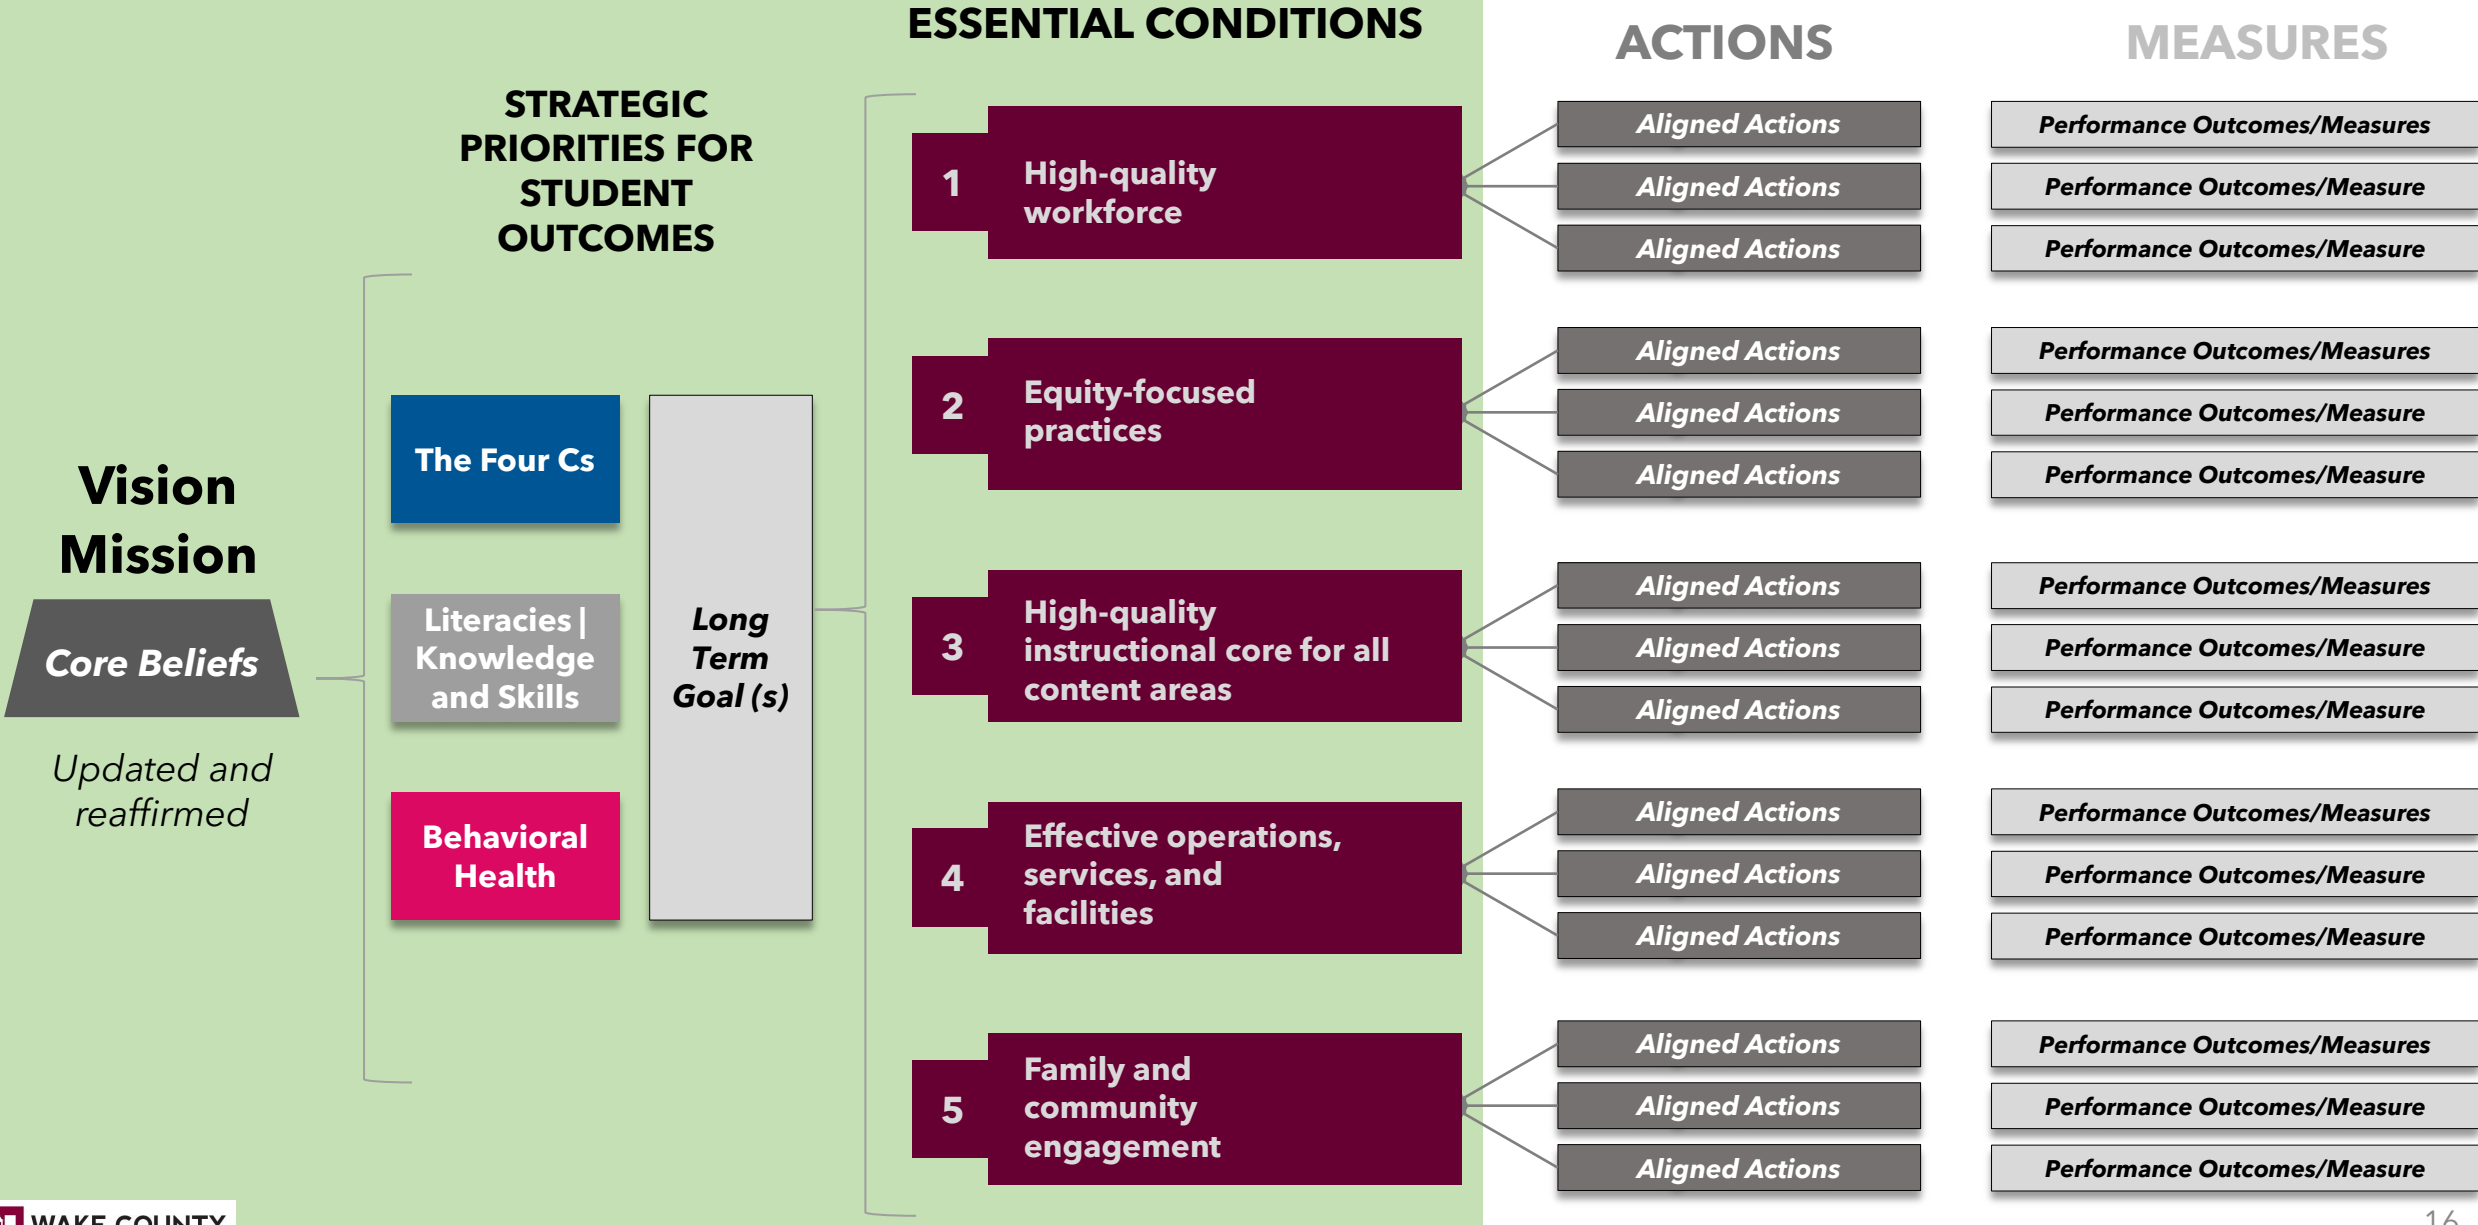 ESSENTIAL CONDITIONS
ACTIONS
MEASURES
STRATEGIC
PRIORITIES FOR
STUDENT
OUTCOMES
Vision
Mission
Core Beliefs
Updated and
reaffirmed
The Four Cs
Literacies |
Knowledge
and Skills
Behavioral
Health
Long
Term
Goal (s)
1
High-quality
workforce
Aligned Actions
Performance Outcomes/Measures
Aligned Actions
Performance Outcomes/Measure
Aligned Actions
Performance Outcomes/Measure
2
Equity-focused
practices
Aligned Actions
Performance Outcomes/Measures
Aligned Actions
Performance Outcomes/Measure
Aligned Actions
Performance Outcomes/Measure
3
High-quality
instructional core for all
content areas
Aligned Actions
Performance Outcomes/Measures
Aligned Actions
Performance Outcomes/Measure
Aligned Actions
Performance Outcomes/Measure
4
Effective operations,
services, and
facilities
Aligned Actions
Performance Outcomes/Measures
Aligned Actions
Performance Outcomes/Measure
Aligned Actions
Performance Outcomes/Measure
5
Family and
community
engagement
Aligned Actions
Performance Outcomes/Measures
Aligned Actions
Performance Outcomes/Measure
Aligned Actions
Performance Outcomes/Measure
WAKE COUNTY
16